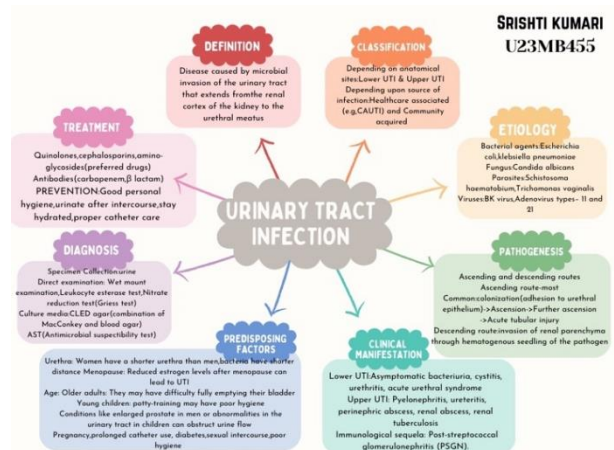 SRISHTI KUMARI
U23MB455
DEFINITION
Disease caused by microbial
invasion of the urinary tract
that extends fromthe renal
cortex of the kidney to the
urethral meatus
CLASSIFICATION
Depending on anatomical
sites:Lower UTI & Upper UTI
Depending upon source of
infection:Healthcare associated
(e.g,CAUTI) and Community
acquired
TREATMENT
Quinolones,cephalosporins,amino-
glycosides(preferred drugs)
Antibodies(carbapenem,β lactam)
PREVENTION:Good personal
hygiene,urinate after intercourse,stay
hydrated,proper catheter care
ETIOLOGY
Bacterial agents:Escherichia
coli,klebsiella pneumoniae
Fungus:Candida albicans
Parasites:Schistosoma
haematobium,Trichomonas vaginalis
Viruses:BK virus,Adenovirus types- 11 and
21
URINARY TRACT
INFECTION
DIAGNOSIS
Specimen Collection:urine
Direct examination: Wet mount
examination,Leukocyte esterase test,Nitrate
reduction test(Griess test)
Culture media:CLED agar(combination of
MacConkey and blood agar)
AST(Antimicrobial suspectibility test)
PATHOGENESIS
Ascending and descending routes
Ascending route-most
Common:colonization(adhesion to urethral
epithelium)->Ascension->Further ascension
->Acute tubular injury
Descending route:invasion of renal parenchyma
through hematogenous seedling of the pathogen
PREDISPOSING
FACTORS
Urethra: Women have a shorter urethra than men,bacteria have shorter
distance Menopause: Reduced estrogen levels after menopause can
lead to UTI
Age: Older adults: They may have difficulty fully emptying their bladder
Young children: potty-training may have poor hygiene
Conditions like enlarged prostate in men or abnormalities in the
urinary tract in children can obstruct urine flow
Pregnancy,prolonged catheter use, diabetes,sexual intercourse,poor
hygiene
CLINICAL
MANIFESTATION
Lower UTI:Asymptomatic bacteriuria, cystitis,
urethritis, acute urethral syndrome
Upper UTI: Pyelonephritis, ureteritis,
perinephric abscess, renal abscess, renal
tuberculosis
Immunological sequela: Post-streptococcal
glomerulonephritis (PSGN).